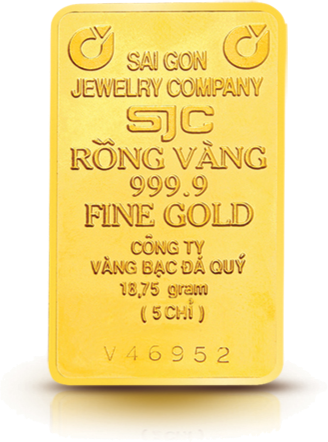 SAI GON
JEWELRY COMPANY
SJC
RỒNG VÀNG
999.9
FINE GOLD
CÔNG TY
VÀNG BẠC ĐÁ QUÝ
18,75 gram
( 5 CHỈ )
V46952